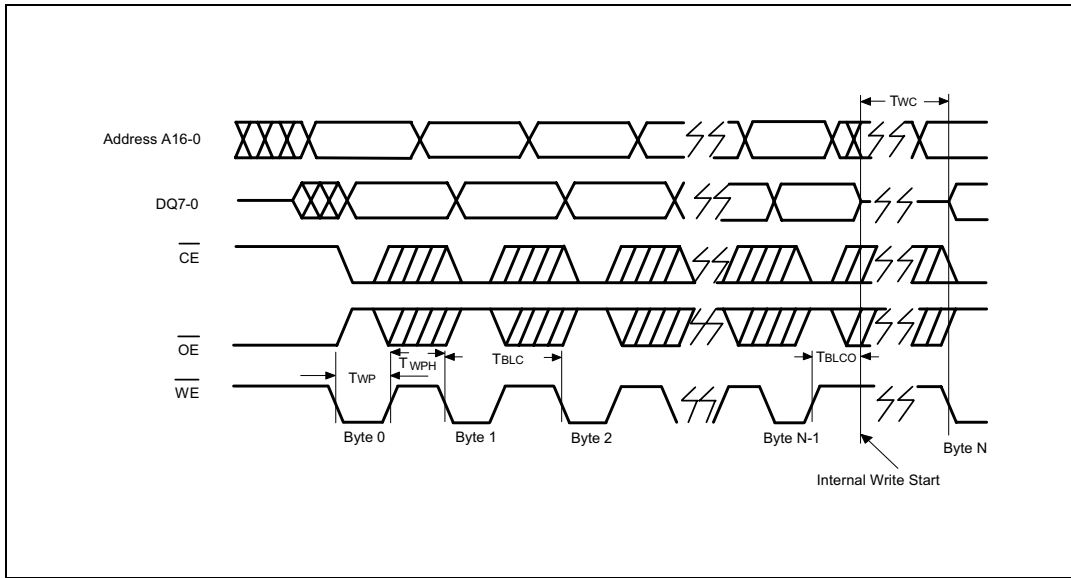 TWC
Address A16-0
DQ7-0
CE
OE
TWP
TWPH
TBLC
TBLCO
WE
Byte 0
Byte 1
Byte 2
Byte N-1
Byte N
Internal Write Start